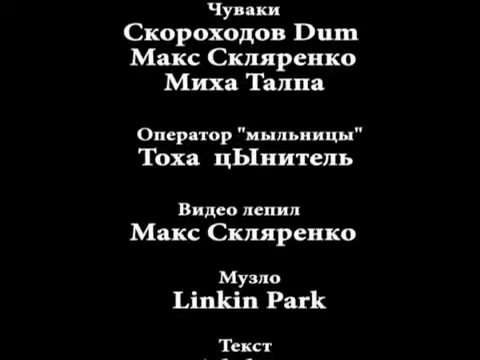 Чуваки
Скороходов Dum
Макс Скляренко
Миха Талпа
Оператор "мыльницы"
Тоха цЫнитель
Видео лепил
Макс Скляренко
Музло
Linkin Park
Текст